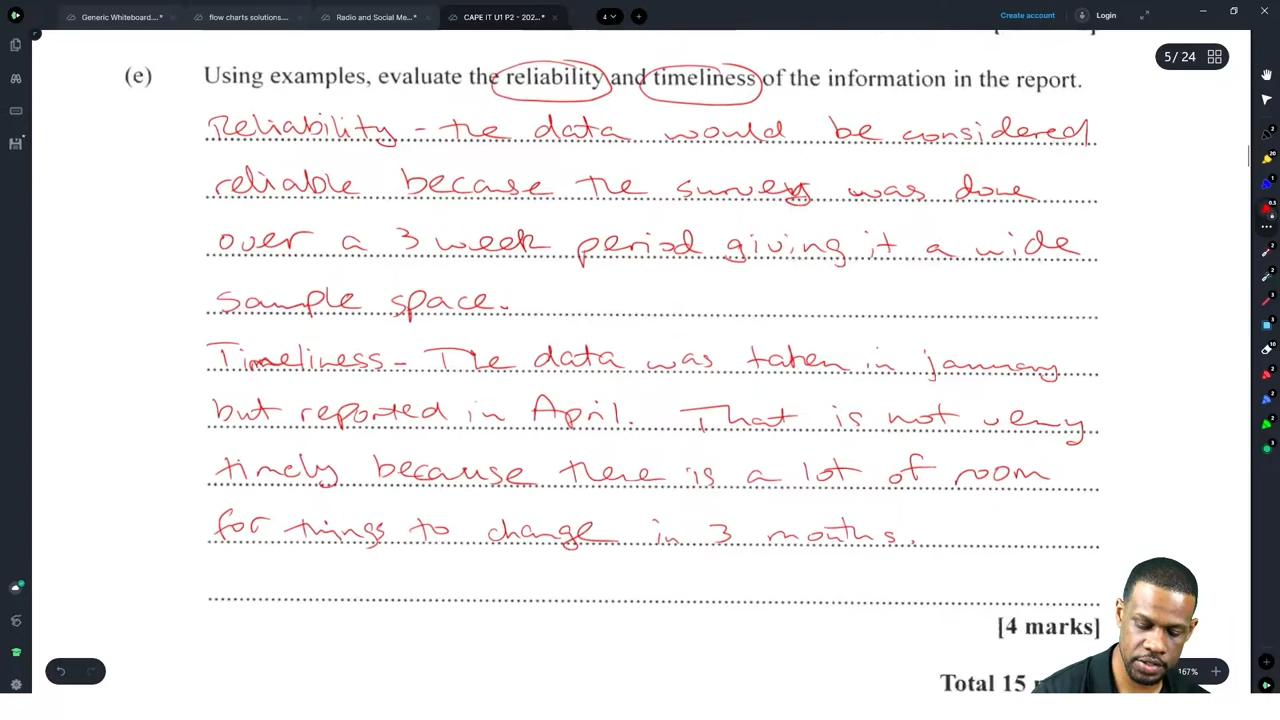 Generic Whiteboard....* flow charts solutions.... Radio and Social Me...* CAPE IT U1 P2 - 202...* 4 Create account Login
5 / 24
(e) Using examples, evaluate the reliability and timeliness of the information in the report.
Reliability - the data would be considered
reliable because the survey was done
over a 3 week period giving it a wide
sample space.
Timeliness - The data was taken in january
but reported in April. That is not very
timely because there is a lot of room
for things to change in 3 months.
[4 marks]
167%
Total 15